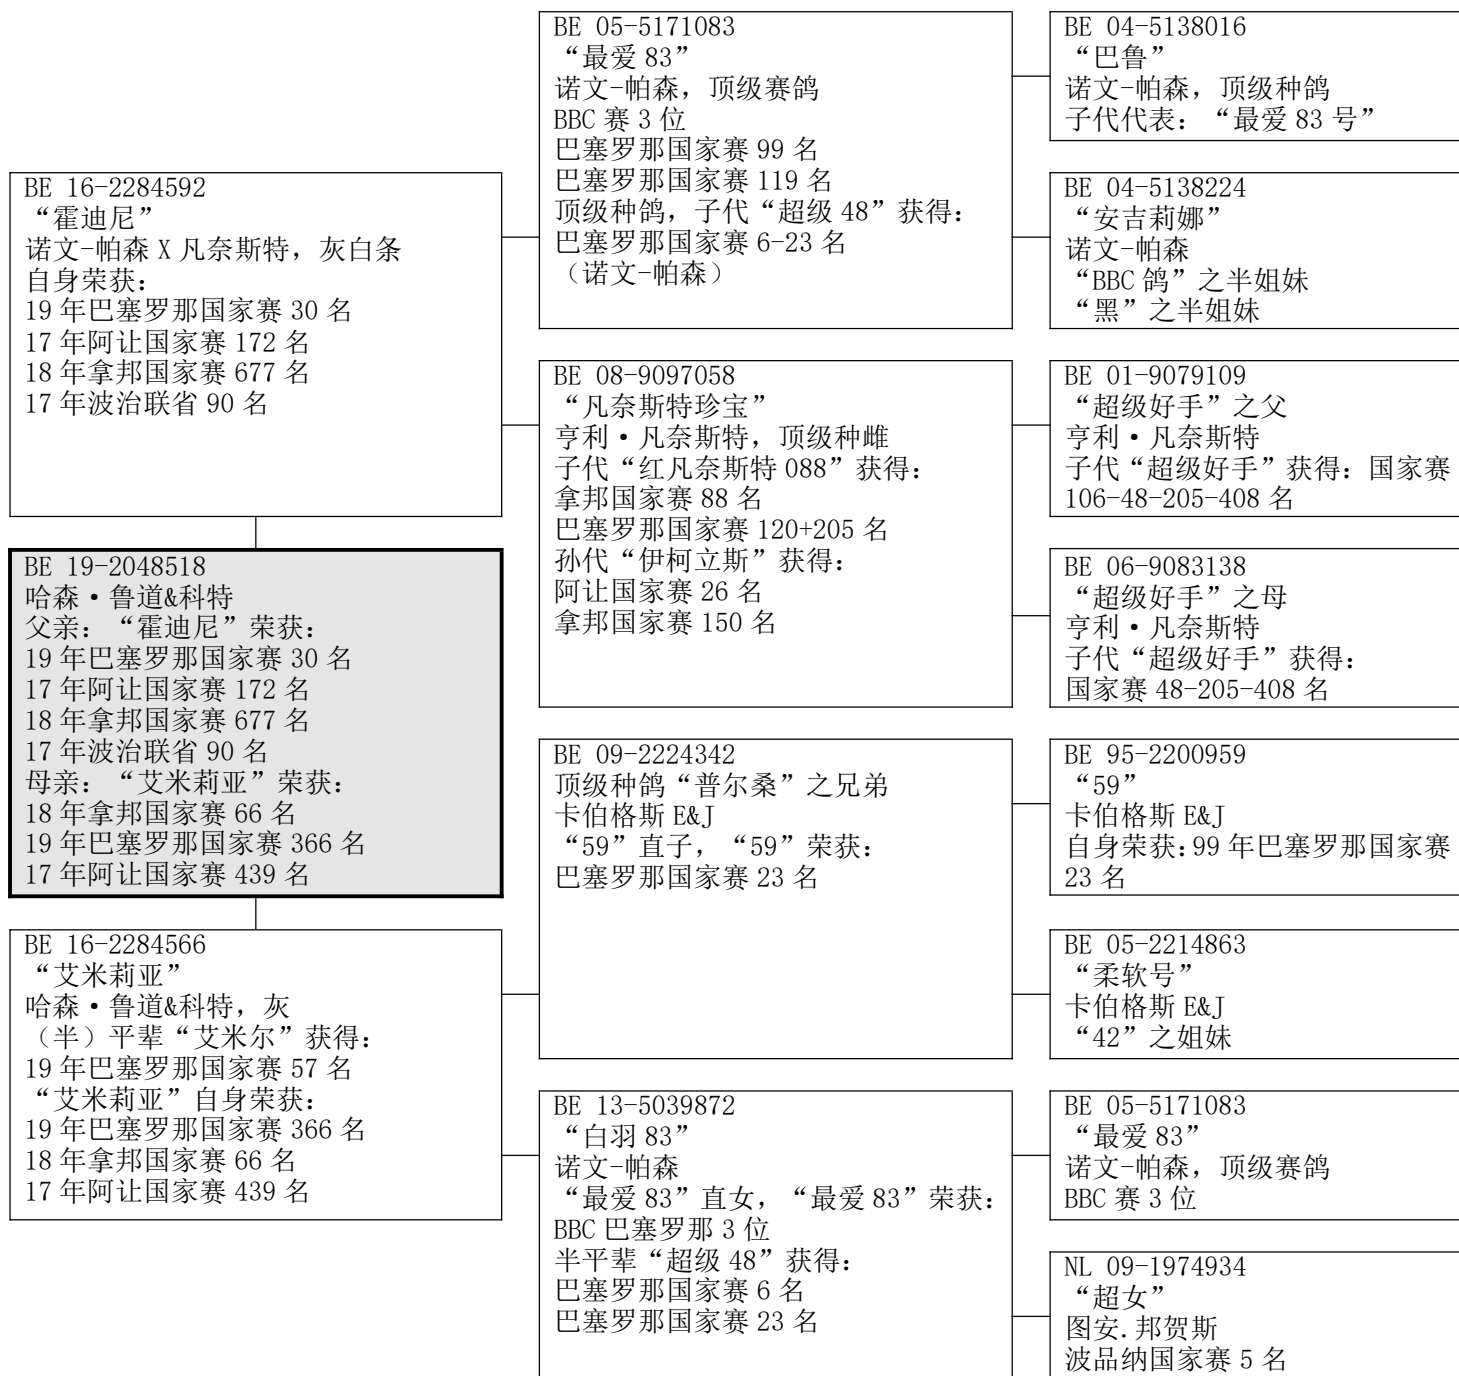 BE 16-2284592
“霍迪尼”
诺文-帕森 X 凡奈斯特，灰白条
自身荣获：
19 年巴塞罗那国家赛 30 名
17 年阿让国家赛 172 名
18 年拿邦国家赛 677 名
17 年波治联省 90 名
BE 19-2048518
哈森·鲁道&科特
父亲：“霍迪尼”荣获：
19 年巴塞罗那国家赛 30 名
17 年阿让国家赛 172 名
18 年拿邦国家赛 677 名
17 年波治联省 90 名
母亲：“艾米莉亚”荣获：
18 年拿邦国家赛 66 名
19 年巴塞罗那国家赛 366 名
17 年阿让国家赛 439 名
BE 16-2284566
“艾米莉亚”
哈森·鲁道&科特，灰
（半）平辈“艾米尔”获得：
19 年巴塞罗那国家赛 57 名
“艾米莉亚”自身荣获：
19 年巴塞罗那国家赛 366 名
18 年拿邦国家赛 66 名
17 年阿让国家赛 439 名
BE 05-5171083
“最爱 83”
诺文-帕森，顶级赛鸽
BBC 赛 3 位
巴塞罗那国家赛 99 名
巴塞罗那国家赛 119 名
顶级种鸽，子代“超级 48”获得：
巴塞罗那国家赛 6-23 名
（诺文-帕森）
BE 08-9097058
“凡奈斯特珍宝”
亨利·凡奈斯特，顶级种雌
子代“红凡奈斯特 088”获得：
拿邦国家赛 88 名
巴塞罗那国家赛 120+205 名
孙代“伊柯立斯”获得：
阿让国家赛 26 名
拿邦国家赛 150 名
BE 09-2224342
顶级种鸽“普尔桑”之兄弟
卡伯格斯 E&J
“59”直子，“59”荣获：
巴塞罗那国家赛 23 名
BE 13-5039872
“白羽 83”
诺文-帕森
“最爱 83”直女，“最爱 83”荣获：
BBC 巴塞罗那 3 位
半平辈“超级 48”获得：
巴塞罗那国家赛 6 名
巴塞罗那国家赛 23 名
BE 04-5138016
“巴鲁”
诺文-帕森，顶级种鸽
子代代表：“最爱 83 号”
BE 04-5138224
“安吉莉娜”
诺文-帕森
“BBC 鸽”之半姐妹
“黑”之半姐妹
BE 01-9079109
“超级好手”之父
亨利·凡奈斯特
子代“超级好手”获得：国家赛
106-48-205-408 名
BE 06-9083138
“超级好手”之母
亨利·凡奈斯特
子代“超级好手”获得：
国家赛 48-205-408 名
BE 95-2200959
“59”
卡伯格斯 E&J
自身荣获:99 年巴塞罗那国家赛
23 名
BE 05-2214863
“柔软号”
卡伯格斯 E&J
“42”之姐妹
BE 05-5171083
“最爱 83”
诺文-帕森，顶级赛鸽
BBC 赛 3 位
NL 09-1974934
“超女”
图安.邦贺斯
波品纳国家赛 5 名